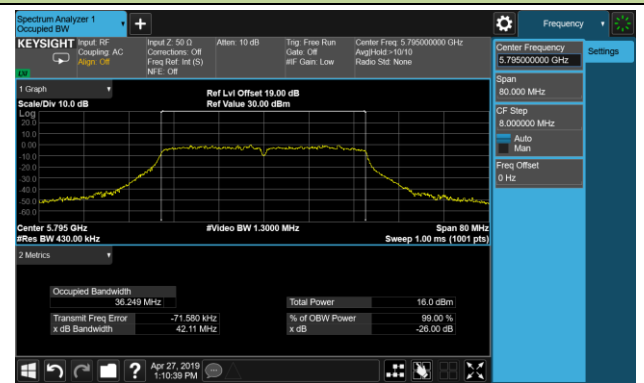 Spectrum Analyzer 1
Occupied BW
+
Frequency
KEYSIGHT
Input: RF
Coupling: AC
Align: Off
Input Z: 50 Ω
Corrections: Off
Freq Ref: Int (S)
NFE: Off
Atten: 10 dB
Trig: Free Run
Gate: Off
#IF Gain: Low
Center Freq: 5.795000000 GHz
Avg|Hold:>10/10
Radio Std: None
Center Frequency
5.795000000 GHz
Settings
Span
80.000 MHz
CF Step
8.000000 MHz
Auto
Man
Freq Offset
0 Hz
1 Graph
Scale/Div 10.0 dB
Ref Lvl Offset 19.00 dB
Ref Value 30.00 dBm
Log
20.0
10.0
0.00
-10.0
-20.0
-30.0
-40.0
-50.0
-60.0
Center 5.795 GHz
#Video BW 1.3000 MHz
Span 80 MHz
#Res BW 430.00 kHz
Sweep 1.00 ms (1001 pts)
2 Metrics
Occupied Bandwidth
36.249 MHz
Total Power 16.0 dBm
Transmit Freq Error -71.580 kHz
% of OBW Power 99.00 %
x dB Bandwidth 42.11 MHz
x dB -26.00 dB
?
Apr 27, 2019
1:10:39 PM